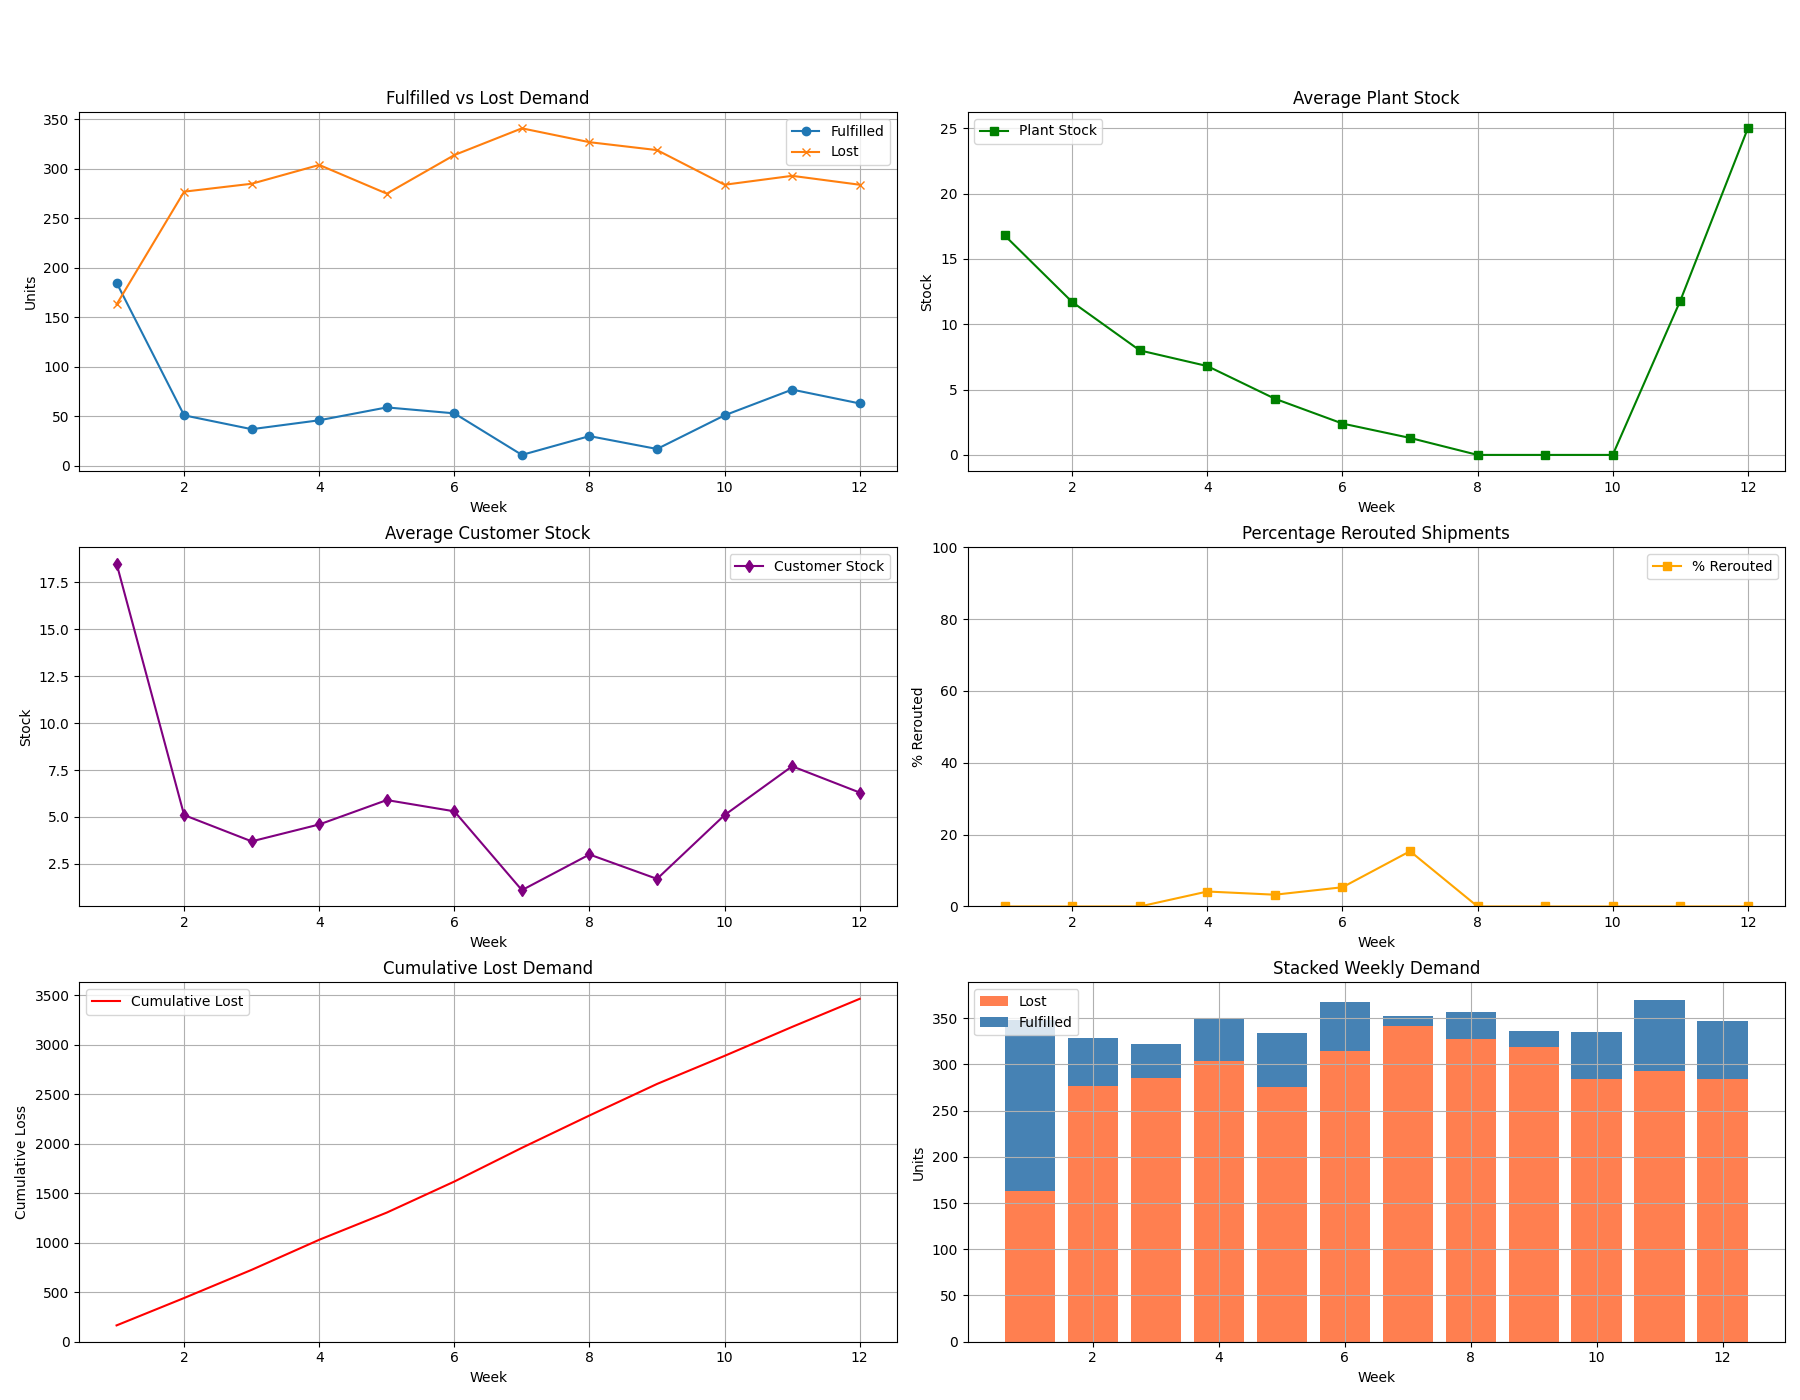 Fulfilled vs Lost Demand
Fulfilled
Lost
Units
350
300
250
200
150
100
50
0
2 4 6 8 10 12
Week
Average Plant Stock
Plant Stock
Stock
25
20
15
10
5
0
2 4 6 8 10 12
Week
Average Customer Stock
Customer Stock
Stock
17.5
15.0
12.5
10.0
7.5
5.0
2.5
2 4 6 8 10 12
Week
Percentage Rerouted Shipments
% Rerouted
% Rerouted
100
80
60
40
20
0
2 4 6 8 10 12
Week
Cumulative Lost Demand
Cumulative Lost
Cumulative Loss
3500
3000
2500
2000
1500
1000
500
0
2 4 6 8 10 12
Week
Stacked Weekly Demand
Lost
Fulfilled
Units
350
300
250
200
150
100
50
0
2 4 6 8 10 12
Week